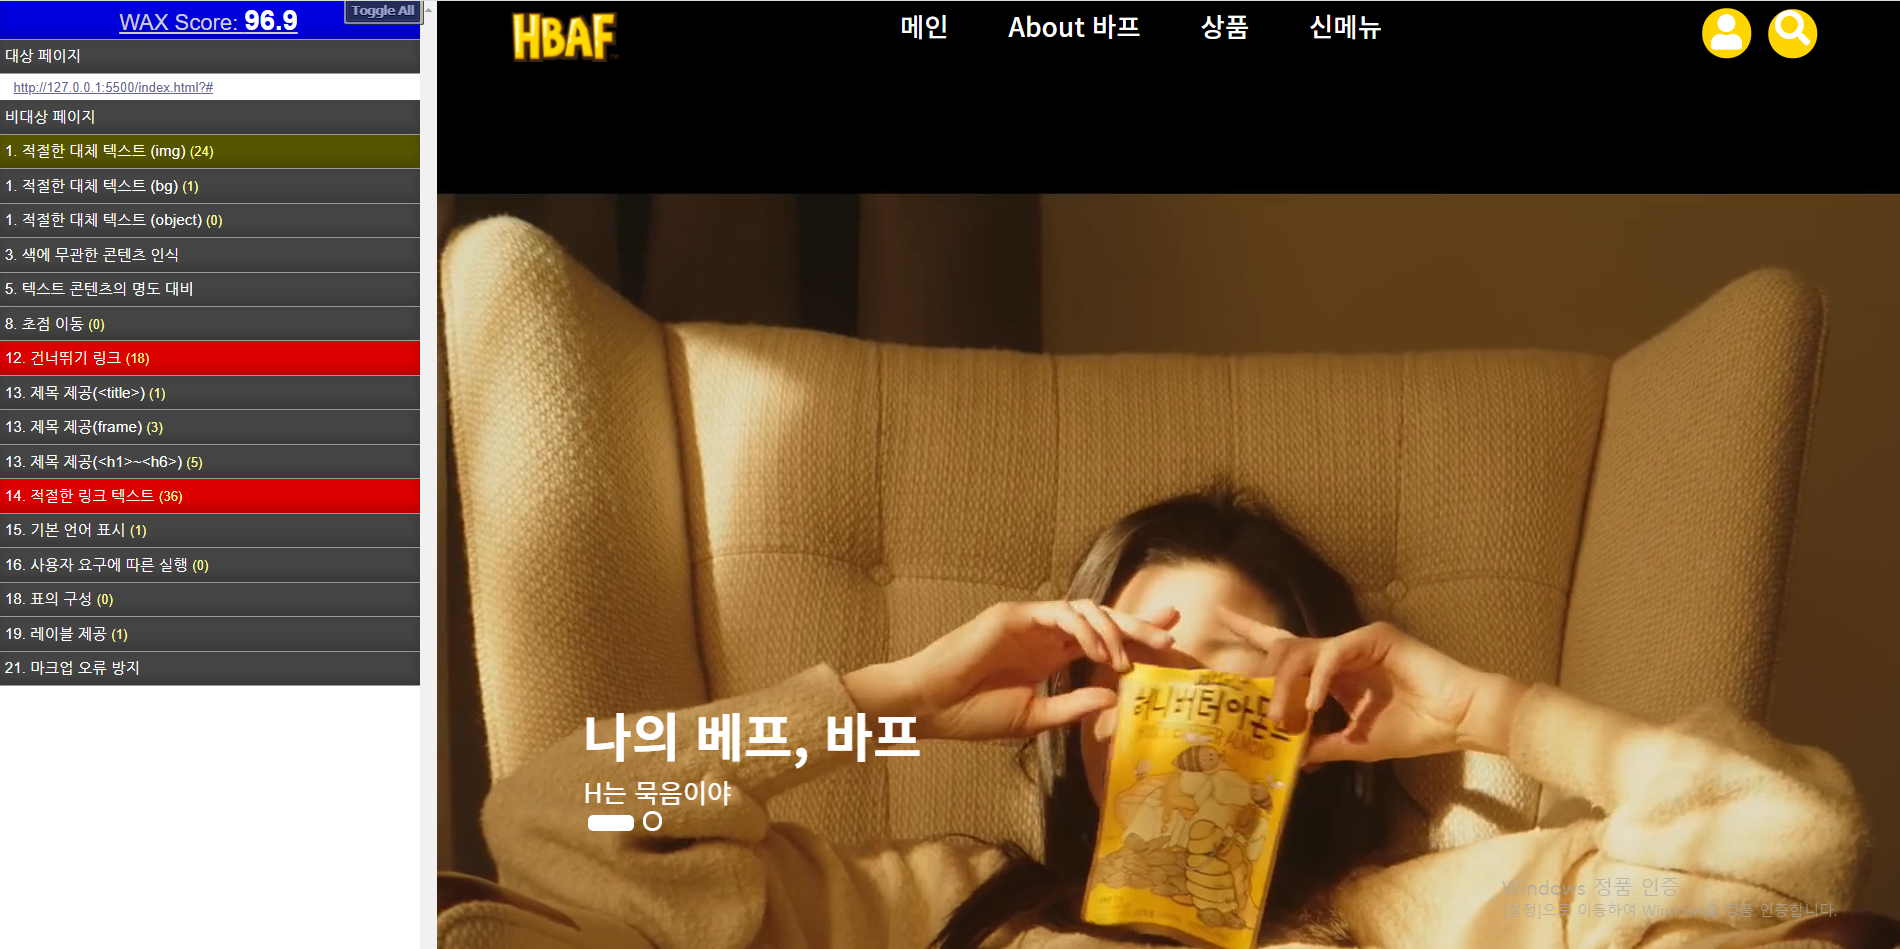 WAX Score: 96.9
Toggle All
대상 페이지
http://127.0.0.1:5500/index.html?#
비대상 페이지
1. 적절한 대체 텍스트 (img) (24)
1. 적절한 대체 텍스트 (bg) (1)
1. 적절한 대체 텍스트 (object) (0)
3. 색에 무관한 콘텐츠 인식
5. 텍스트 콘텐츠의 명도 대비
8. 초점 이동 (0)
12. 건너뛰기 링크 (18)
13. 제목 제공(<title>) (1)
13. 제목 제공(frame) (3)
13. 제목 제공(<h1>~<h6>) (5)
14. 적절한 링크 텍스트 (36)
15. 기본 언어 표시 (1)
16. 사용자 요구에 따른 실행 (0)
18. 표의 구성 (0)
19. 레이블 제공 (1)
21. 마크업 오류 방지
HBAF
메인 About 바프 상품 신메뉴
허니버터아몬드
나의 베프, 바프
H는 묵음이야
Windows 정품 인증
[설정]으로 이동하여 Windows를 정품 인증합니다.